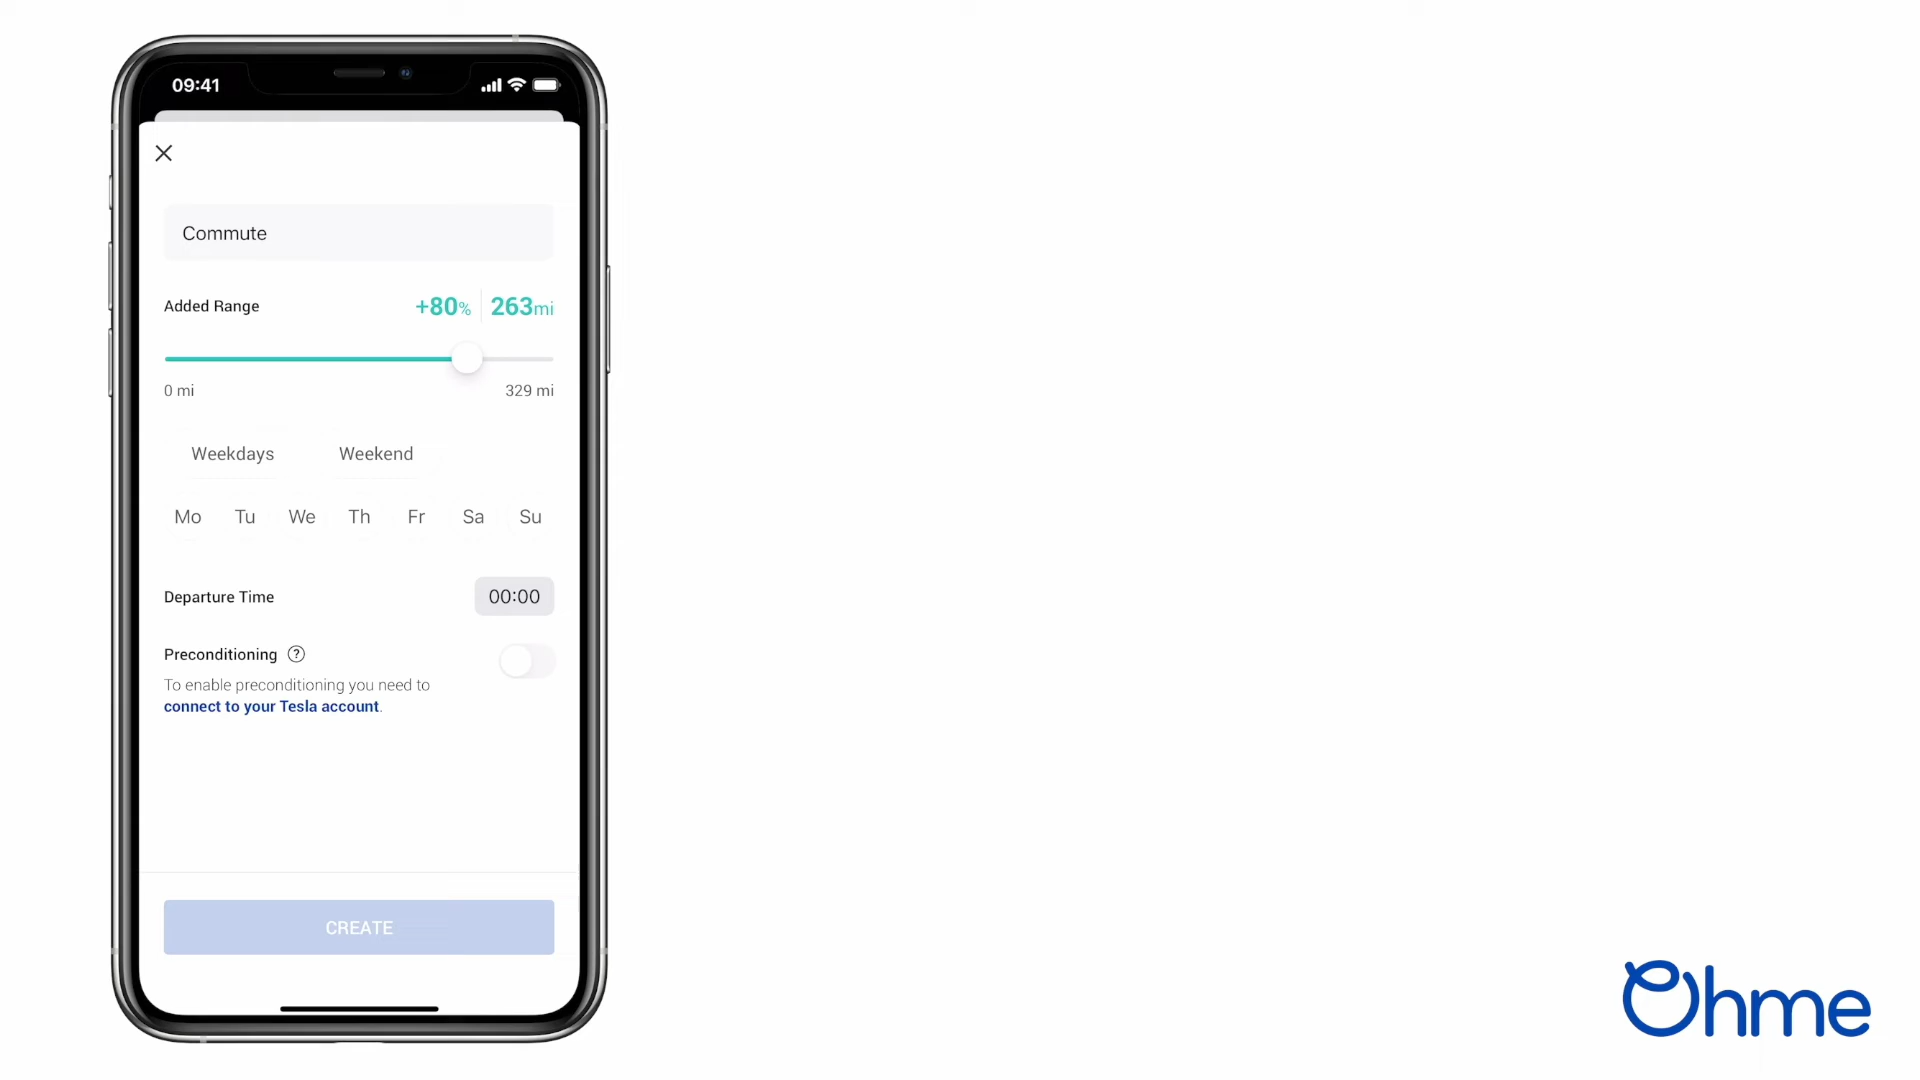 09:41
Commute
Added Range +80% 263mi
0 mi 329 mi
Weekdays Weekend
Mo Tu We Th Fr Sa Su
Departure Time 00:00
Preconditioning ?
To enable preconditioning you need to
connect to your Tesla account.
CREATE
Ohme